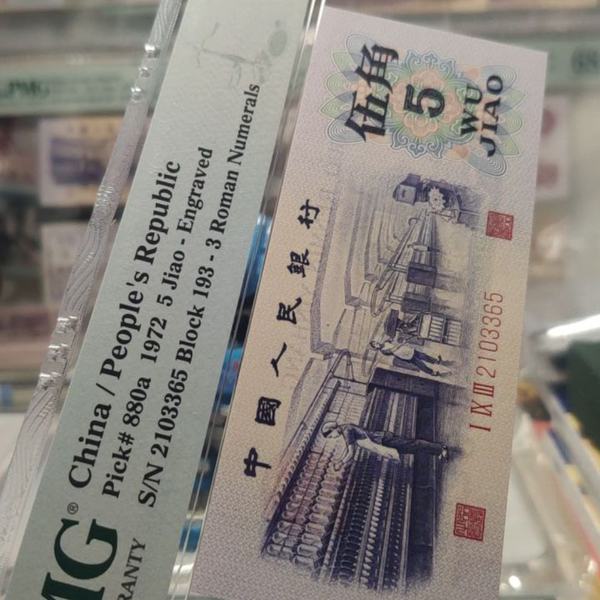 China / People's Republic
Pick# 880a 1972 5 Jiao - Engraved
S/N 2103365 Block 193 - 3 Roman Numerals
MG®
RANTY
伍角
5
WU
JIAO
中國人民銀行
I IX III 2103365
PMG